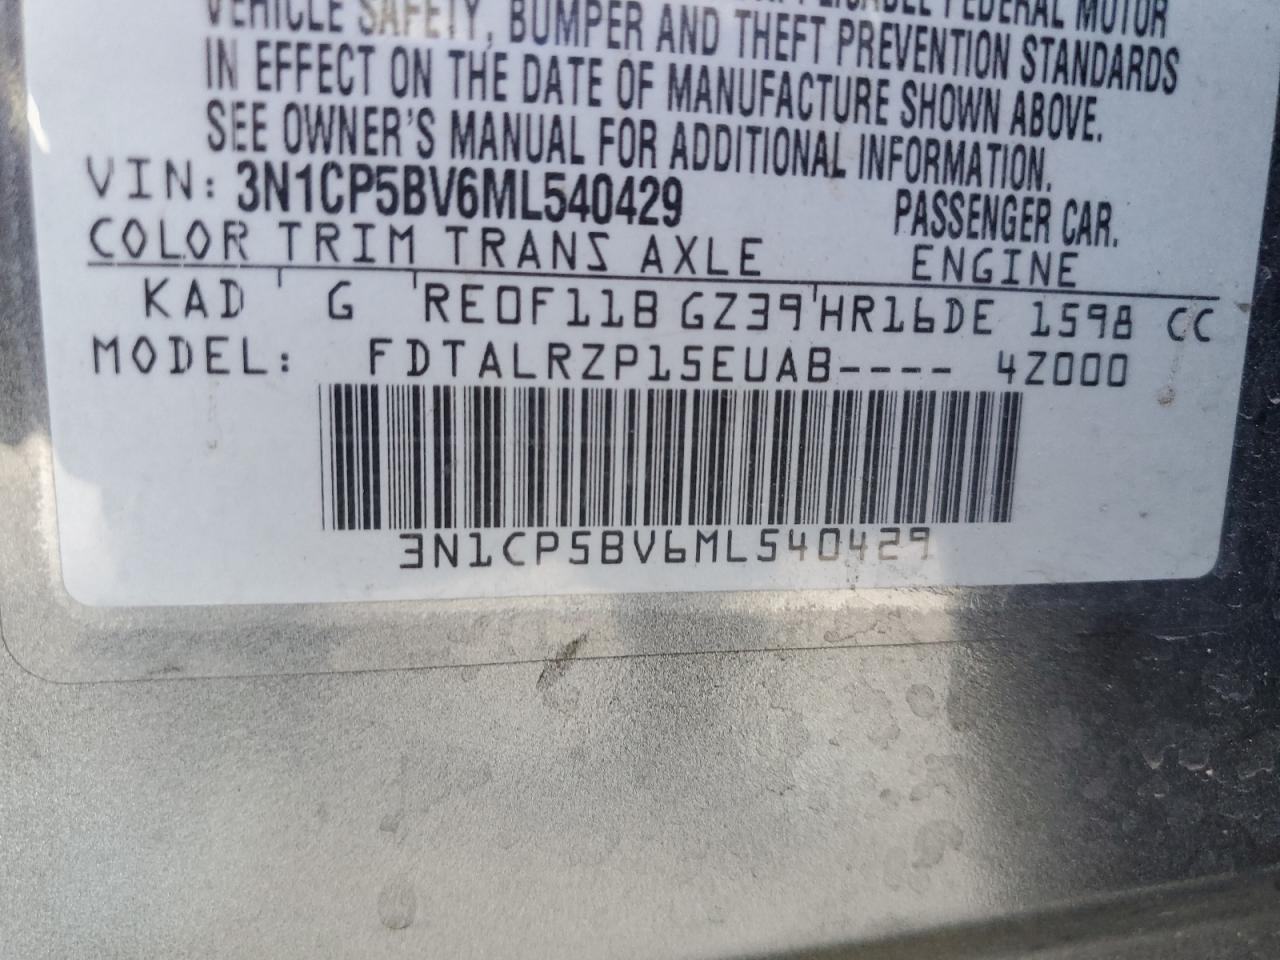 FEDERAL MOTOR
VEHICLE SAFETY, BUMPER AND THEFT PREVENTION STANDARDS
IN EFFECT ON THE DATE OF MANUFACTURE SHOWN ABOVE.
SEE OWNER'S MANUAL FOR ADDITIONAL INFORMATION.
VIN: 3N1CP5BV6ML540429 PASSENGER CAR.
COLOR TRIM TRANS AXLE ENGINE
KAD G RE0F11B GZ39 HR16DE 1598 CC
MODEL: FDTALRZP15EUAB---- 4Z000
3N1CP5BV6ML540429